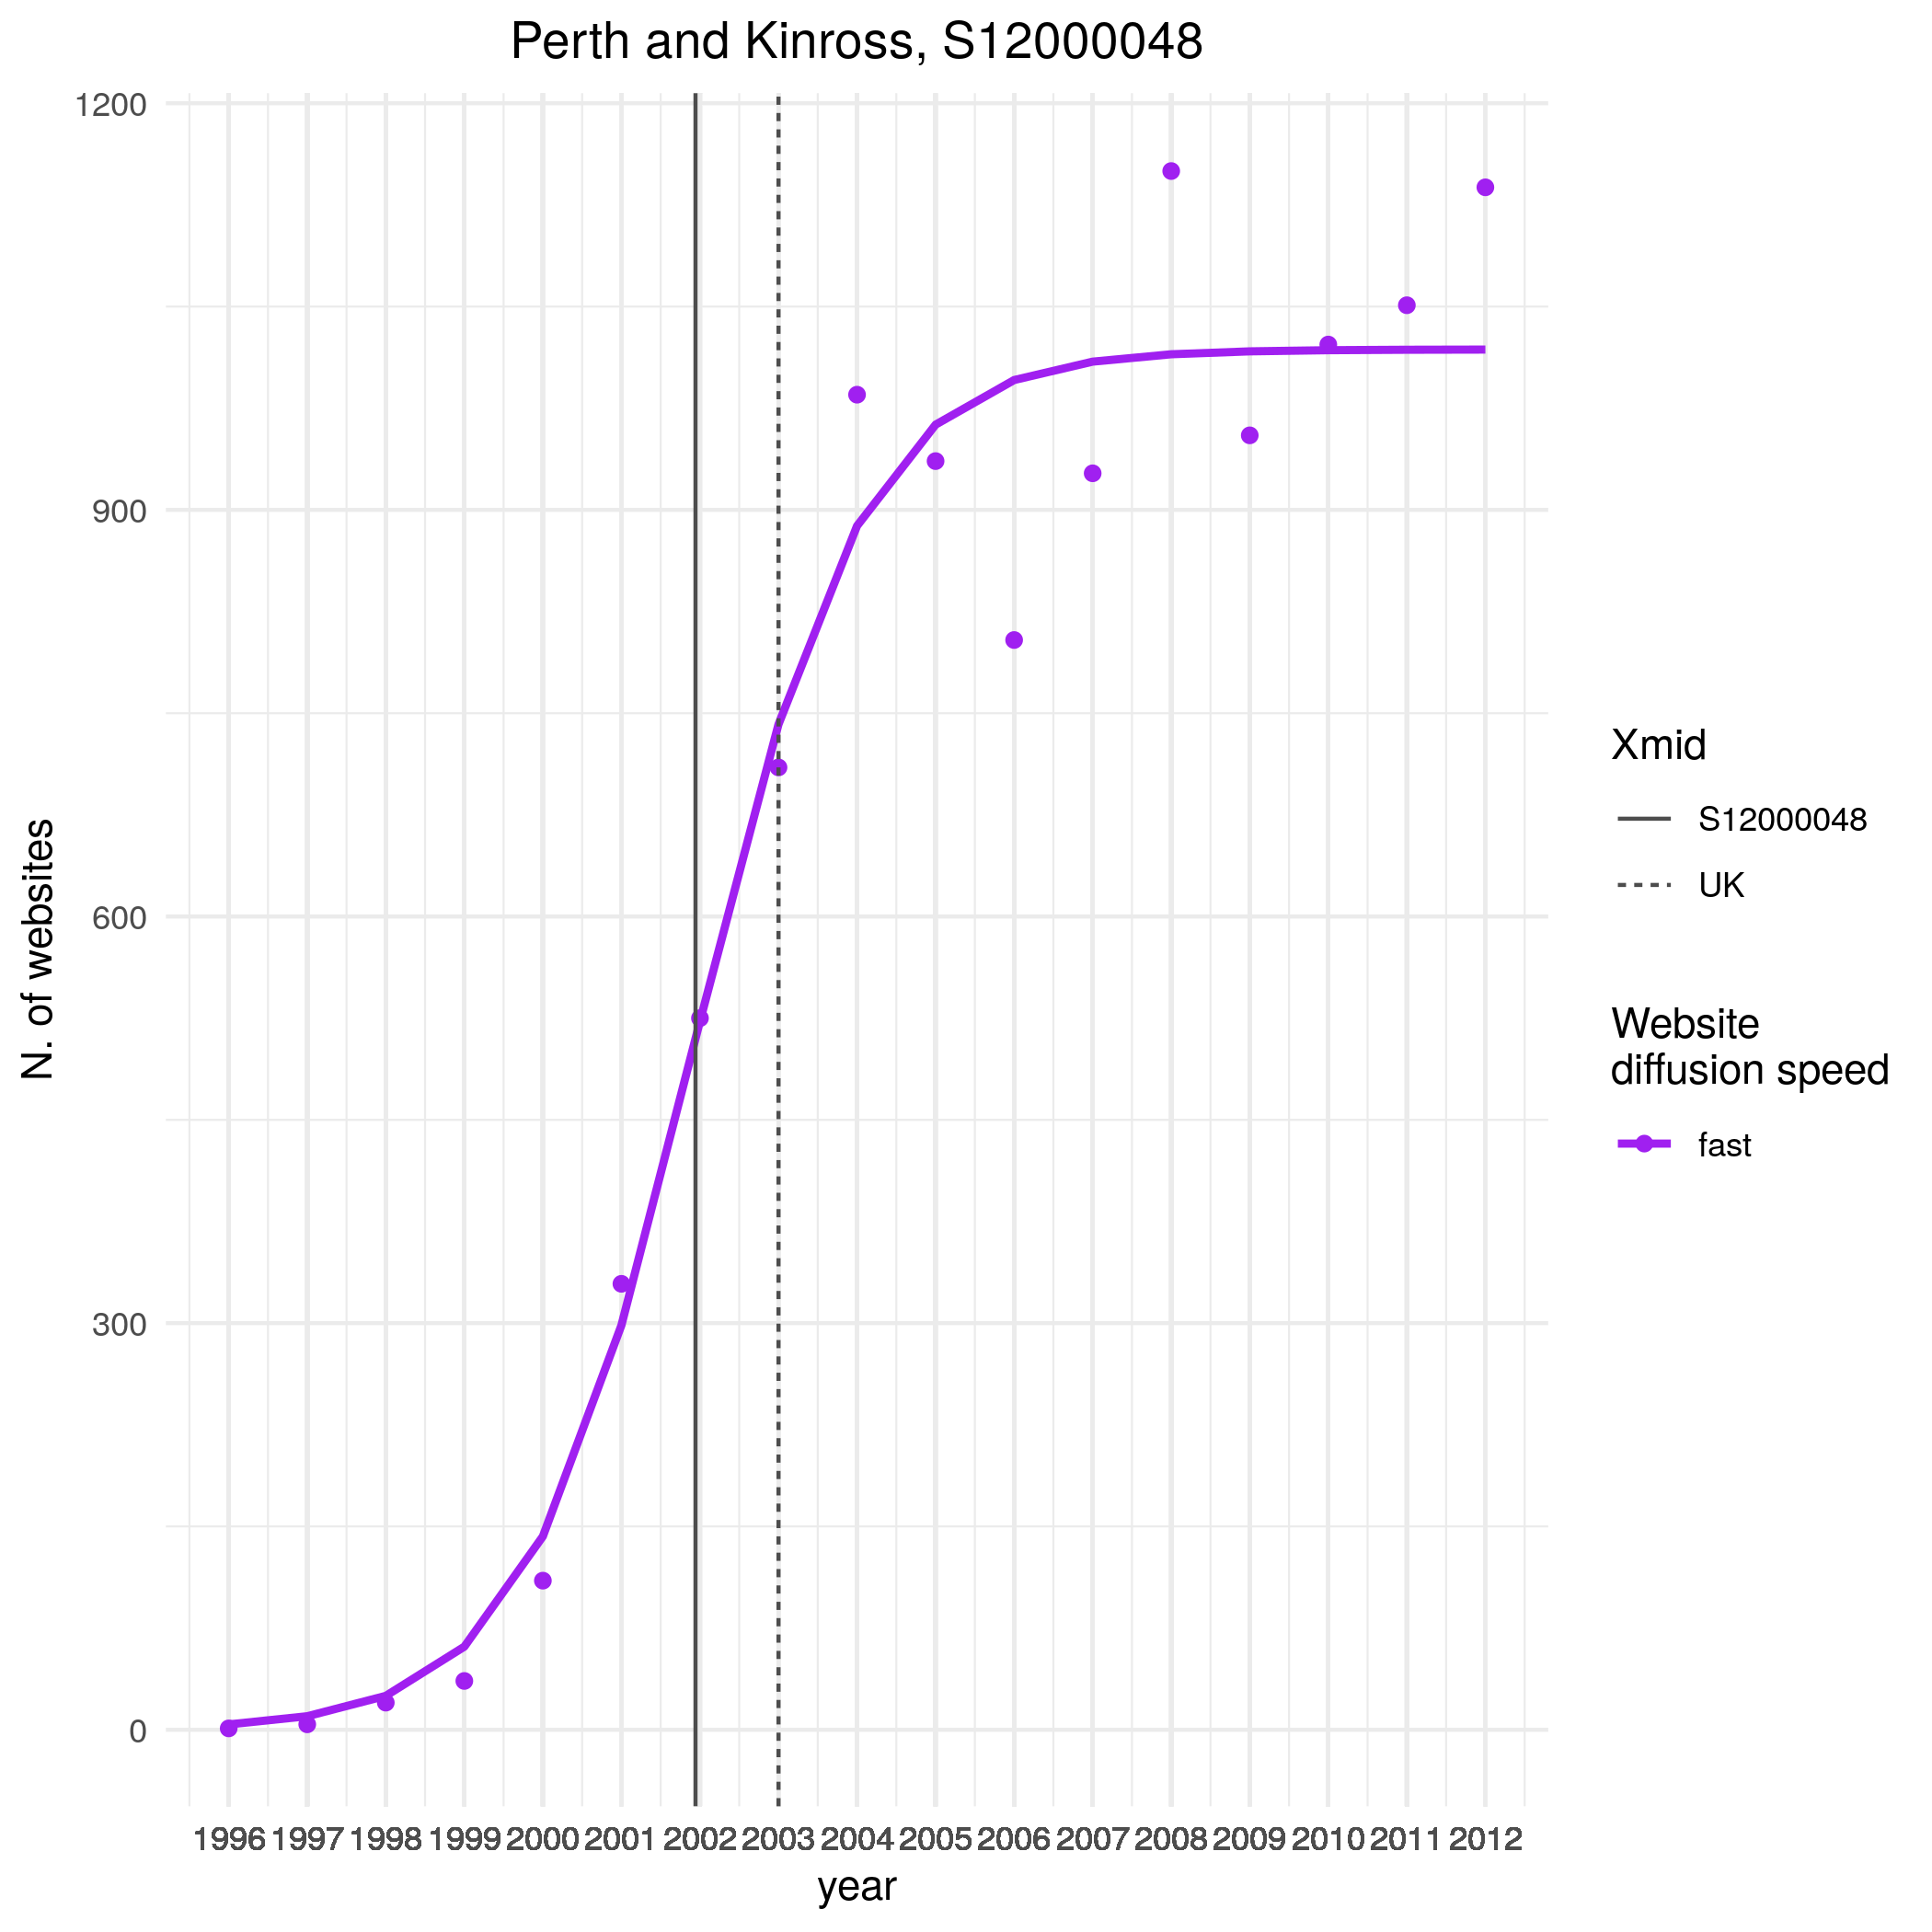 Perth and Kinross, S12000048
1200
900
600
300
0
N. of websites
1996 1997 1998 1999 2000 2001 2002 2003 2004 2005 2006 2007 2008 2009 2010 2011 2012
year
Xmid
S12000048
UK
Website
diffusion speed
fast